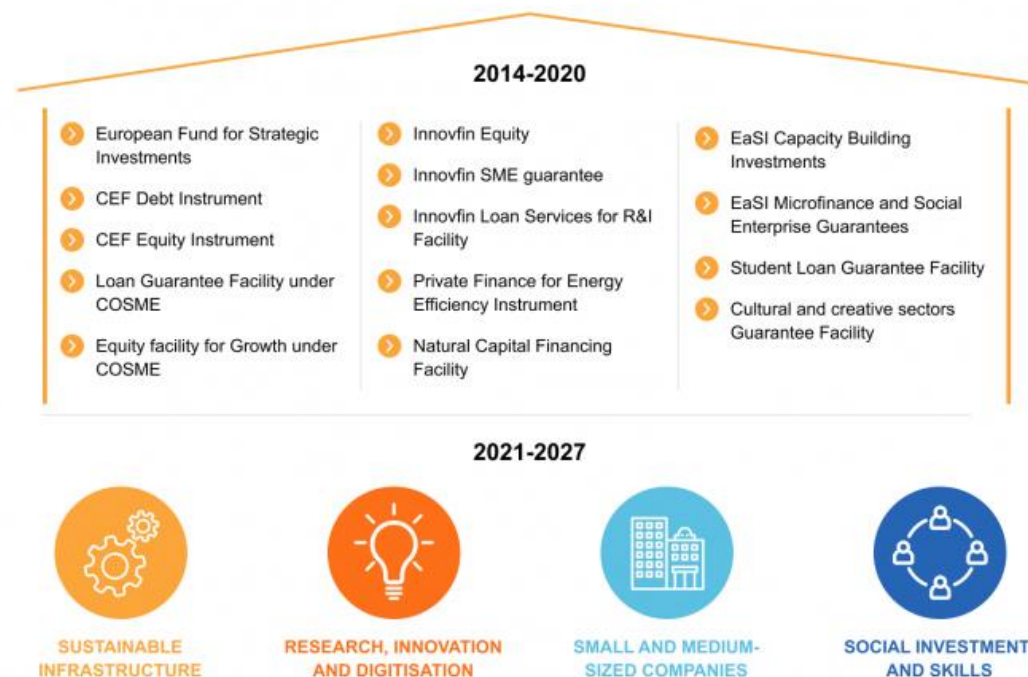 2014-2020
European Fund for Strategic
Investments
CEF Debt Instrument
CEF Equity Instrument
Loan Guarantee Facility under
COSME
Equity facility for Growth under
COSME
Innovfin Equity
Innovfin SME guarantee
Innovfin Loan Services for R&I
Facility
Private Finance for Energy
Efficiency Instrument
Natural Capital Financing
Facility
EaSI Capacity Building
Investments
EaSI Microfinance and Social
Enterprise Guarantees
Student Loan Guarantee Facility
Cultural and creative sectors
Guarantee Facility
2021-2027
SUSTAINABLE
INFRASTRUCTURE
RESEARCH, INNOVATION
AND DIGITISATION
SMALL AND MEDIUM-
SIZED COMPANIES
SOCIAL INVESTMENT
AND SKILLS